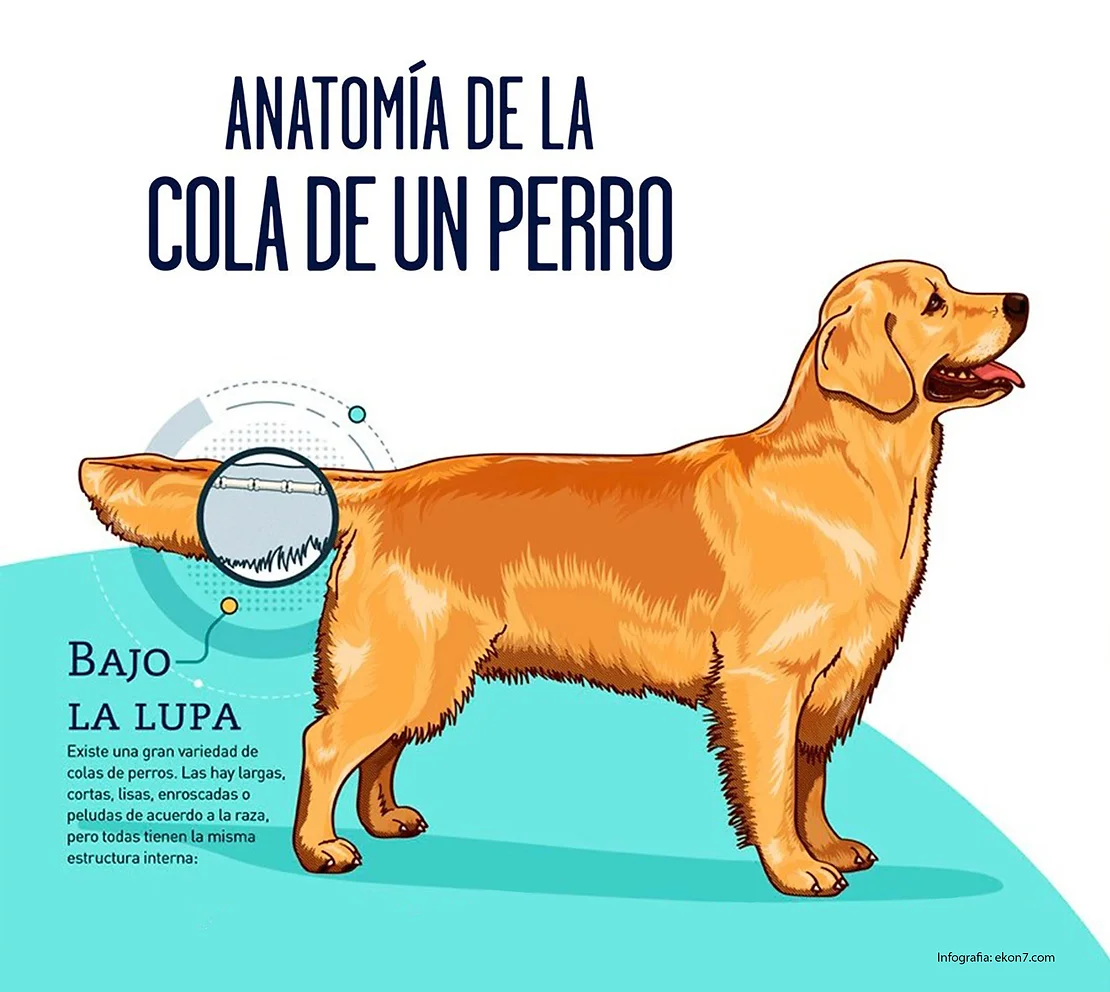 ANATOMÍA DE LA
COLA DE UN PERRO
BAJO
LA LUPA
Existe una gran variedad de
colas de perros. Las hay largas,
cortas, lisas, enroscadas o
peludas de acuerdo a la raza,
pero todas tienen la misma
estructura interna:
Infografia: ekon7.com